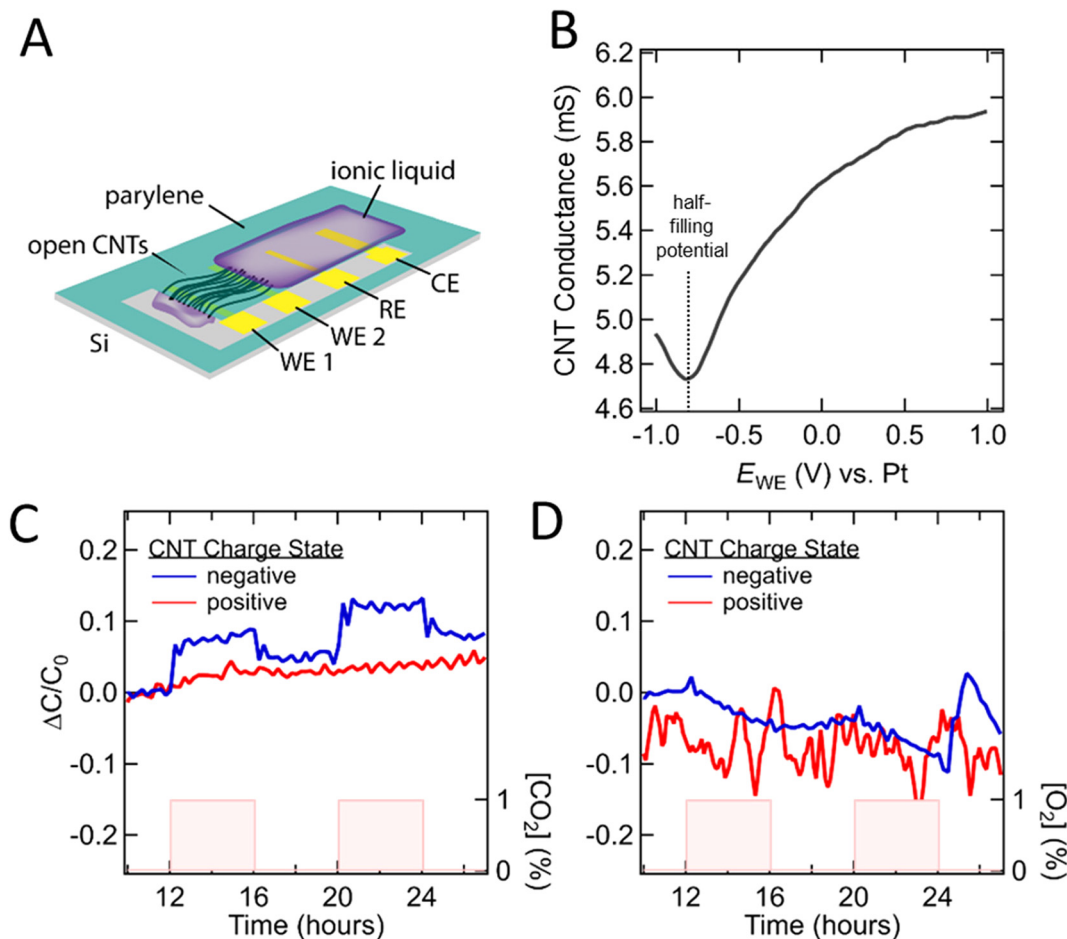 A
parylene
ionic liquid
open CNTs
Si
WE 1
WE 2
RE
CE
B
CNT Conductance (mS)
6.2
6.0
5.8
5.6
5.4
5.2
5.0
4.8
4.6
half-
filling
potential
-1.0
-0.5
0.0
0.5
1.0
E_WE (V) vs. Pt
C
ΔC/C₀
0.2
0.1
0.0
-0.1
-0.2
CNT Charge State
negative
positive
1
0
[CO₂] (%)
12
16
20
24
Time (hours)
D
0.2
0.1
0.0
-0.1
-0.2
CNT Charge State
negative
positive
1
0
[O₂] (%)
12
16
20
24
Time (hours)